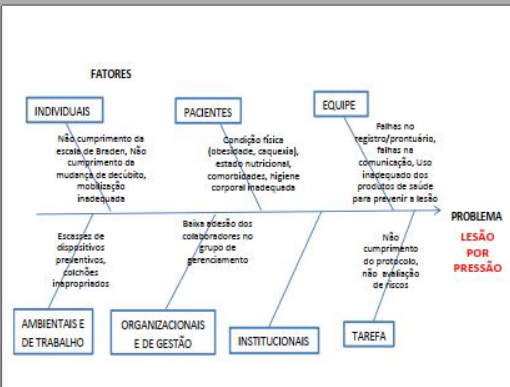 FATORES
INDIVIDUAIS
PACIENTES
EQUIPE
Não cumprimento da
escala de Braden, Não
cumprimento da
mudança de decúbito,
mobilização
inadequada
Condição física
(obesidade, caquexia),
estado nutricional,
comorbidades, higiene
corporal inadequada
Falhas no
registro/prontuário,
falhas na
comunicação, Uso
inadequado dos
produtos de saúde
para prevenir a lesão
PROBLEMA
LESÃO
POR
PRESSÃO
Escasses de
dispositivos
preventivos,
colchões
inapropriados
Baixa adesão dos
colaboradores no
grupo de
gerenciamento
Não
cumprimento
do protocolo,
não avaliação
de riscos
AMBIENTAIS E
DE TRABALHO
ORGANIZACIONAIS
E DE GESTÃO
INSTITUCIONAIS
TAREFA